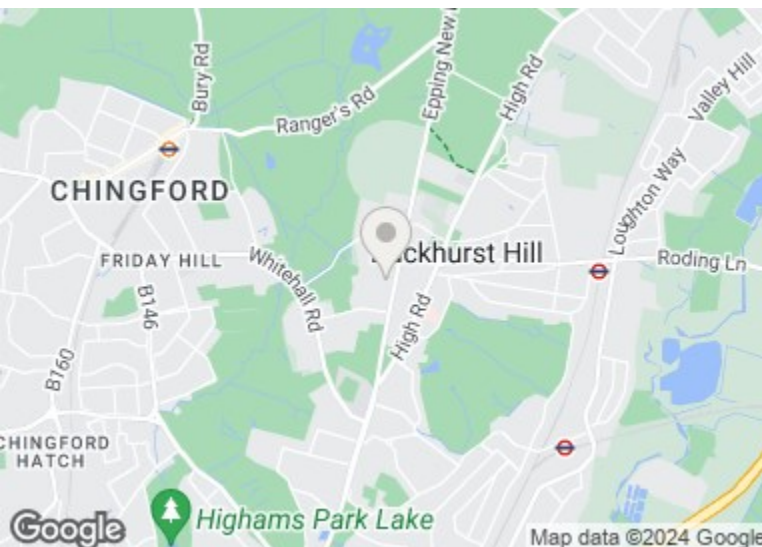 Bury Rd
Epping New
High Rd
Valley Hill
Ranger's Rd
CHINGFORD
Loughton Way
FRIDAY HILL
Whitehall Rd
uckhurst Hill
Roding Ln
B146
High Rd
B160
CHINGFORD
HATCH
Highams Park Lake
Google
Map data ©2024 Google